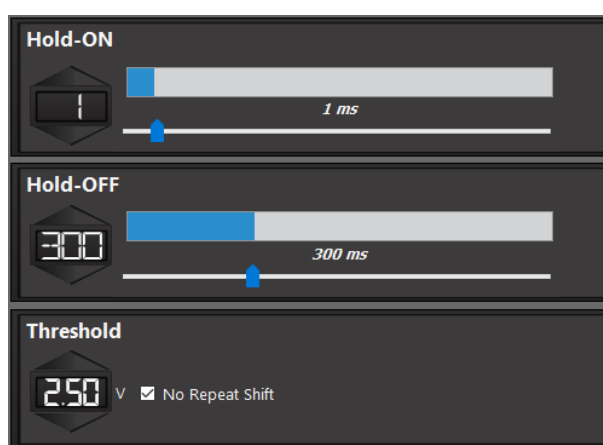 Hold-ON
1
1 ms
Hold-OFF
300
300 ms
Threshold
2.50 V No Repeat Shift